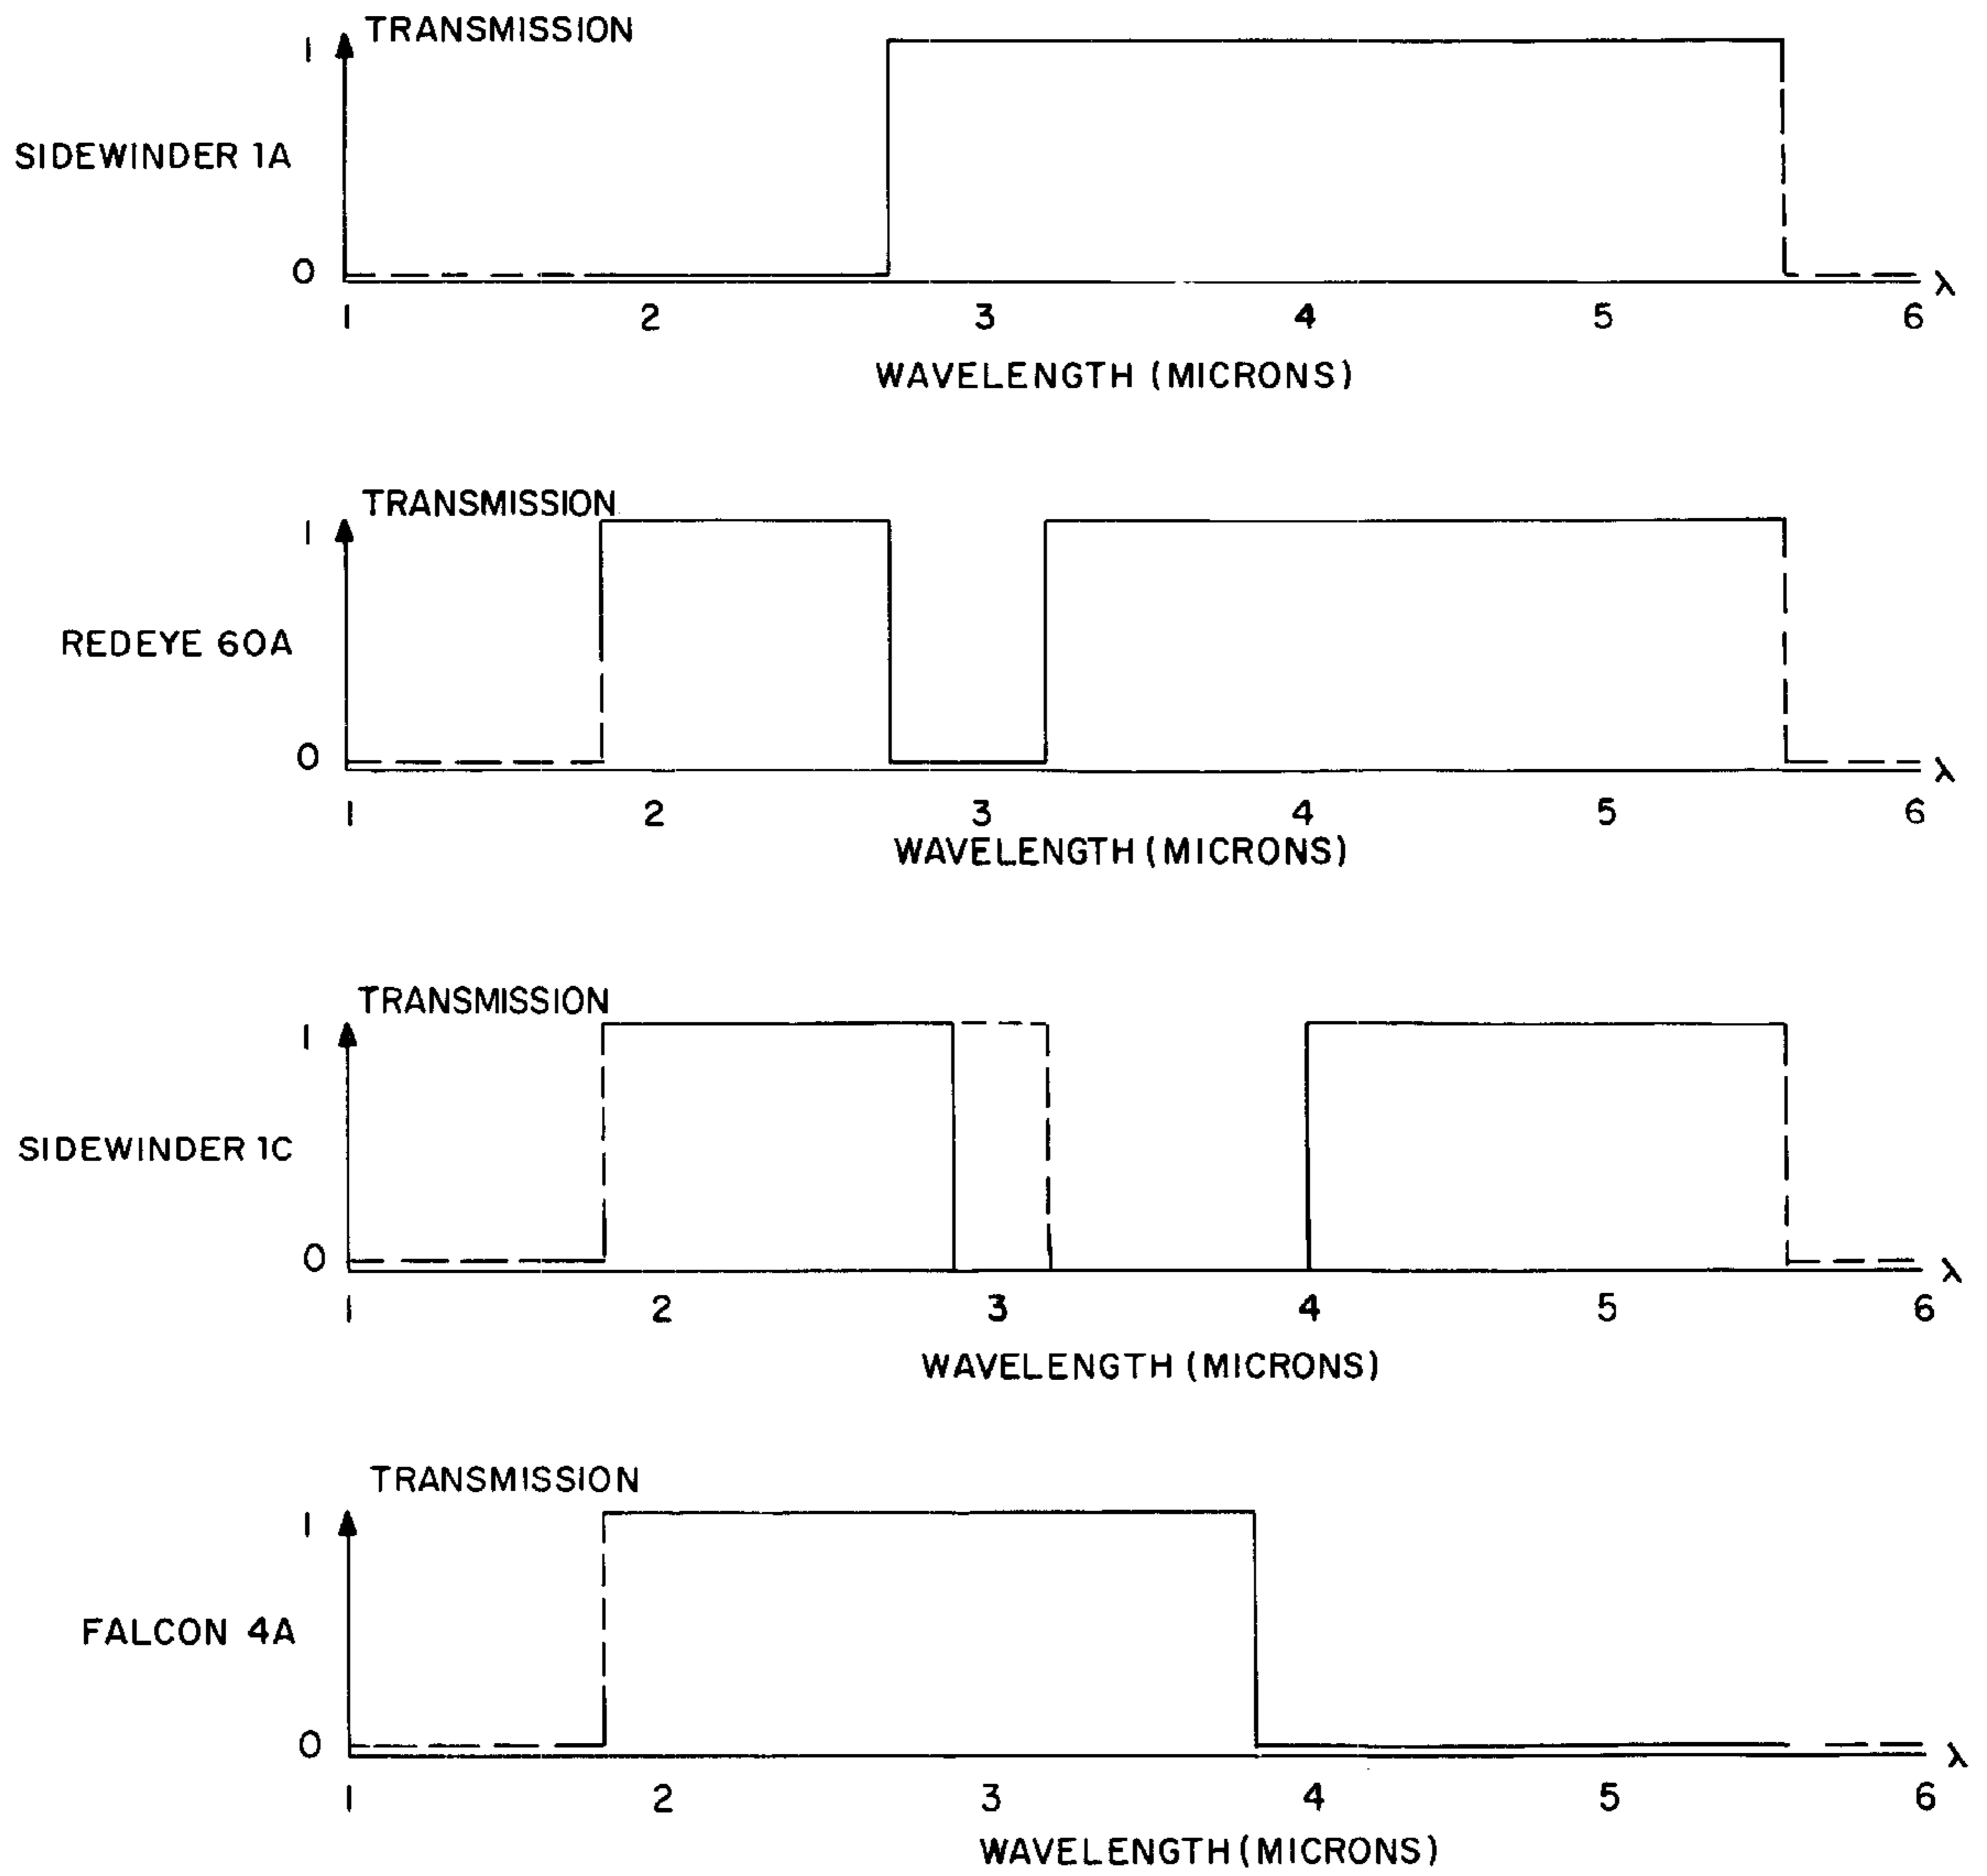 TRANSMISSION
1
SIDEWINDER 1A
0
λ
1 2 3 4 5 6
WAVELENGTH (MICRONS)
TRANSMISSION
1
REDEYE 60A
0
λ
1 2 3 4 5 6
WAVELENGTH (MICRONS)
TRANSMISSION
1
SIDEWINDER 1C
0
λ
1 2 3 4 5 6
WAVELENGTH (MICRONS)
TRANSMISSION
1
FALCON 4A
0
λ
1 2 3 4 5 6
WAVELENGTH (MICRONS)